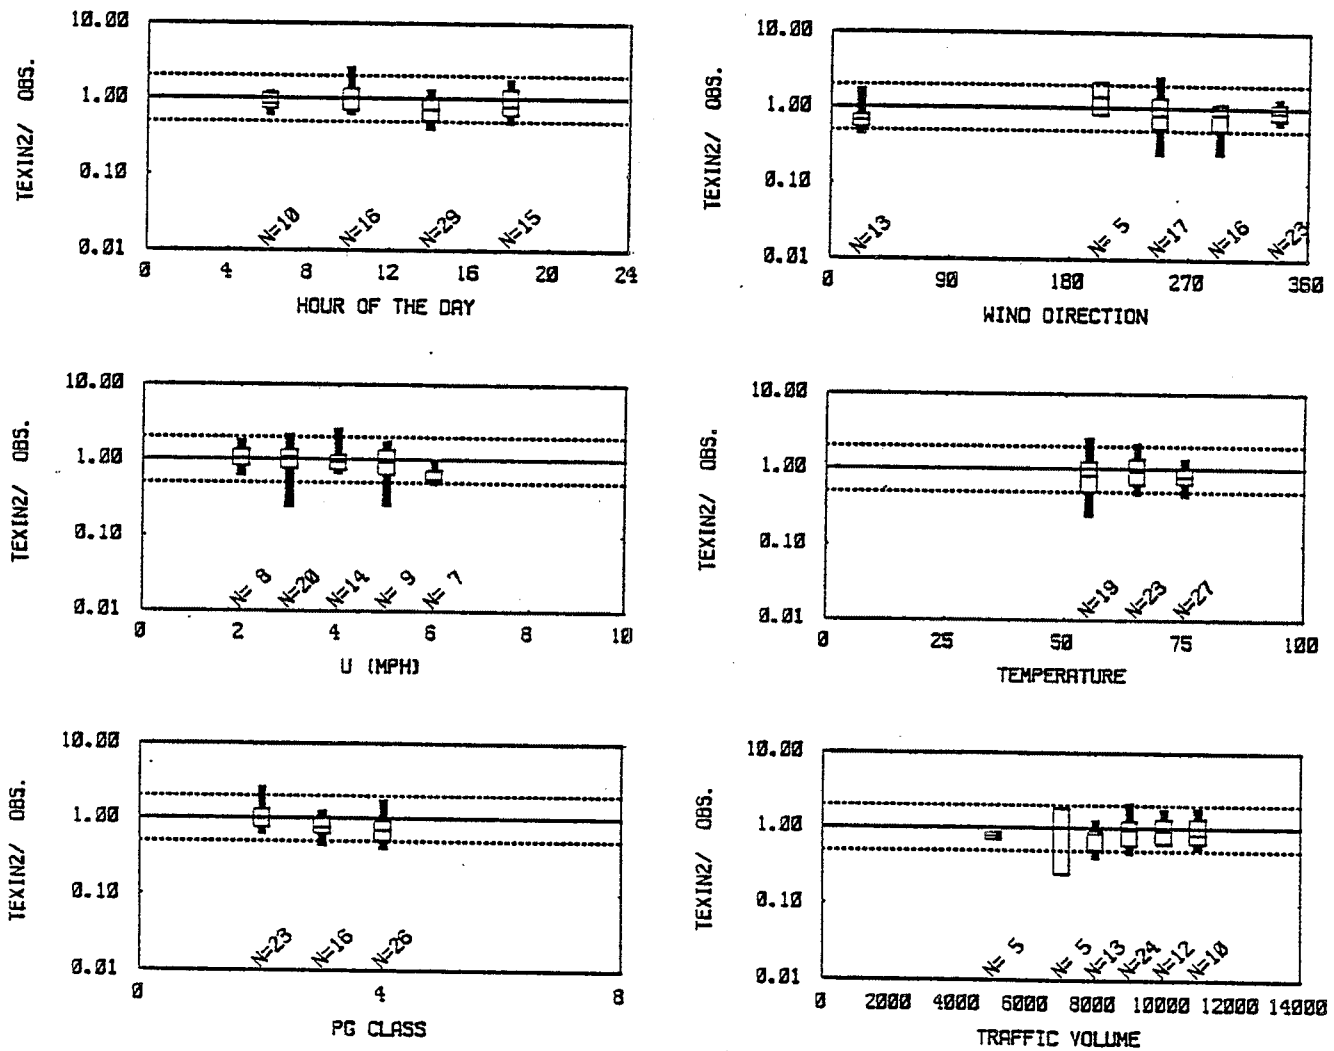 10.00
1.00
0.10
0.01
TEXIN2/ OBS.
N=10 N=16 N=29 N=15
0 4 8 12 16 20 24
HOUR OF THE DAY
10.00
1.00
0.10
0.01
TEXIN2/ OBS.
N=13 N= 5 N=17 N=16 N=23
0 90 180 270 360
WIND DIRECTION
10.00
1.00
0.10
0.01
TEXIN2/ OBS.
N= 8 N=20 N=14 N= 9 N= 7
0 2 4 6 8 10
U (MPH)
10.00
1.00
0.10
0.01
TEXIN2/ OBS.
N=19 N=23 N=27
0 25 50 75 100
TEMPERATURE
10.00
1.00
0.10
0.01
TEXIN2/ OBS.
N=23 N=16 N=26
0 4 8
PG CLASS
10.00
1.00
0.10
0.01
TEXIN2/ OBS.
N= 5 N= 5 N=13 N=24 N=12 N=10
0 2000 4000 6000 8000 10000 12000 14000
TRAFFIC VOLUME